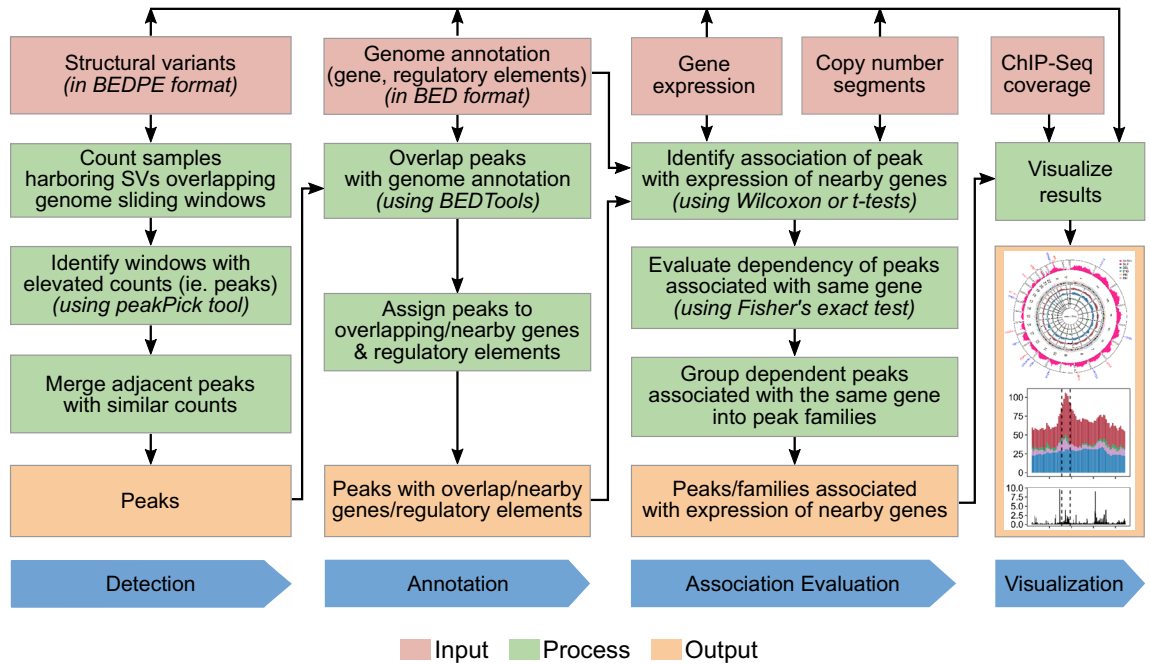 Structural variants
(in BEDPE format)
Count samples
harboring SVs overlapping
genome sliding windows
Identify windows with
elevated counts (ie. peaks)
(using peakPick tool)
Merge adjacent peaks
with similar counts
Peaks
Detection
Genome annotation
(gene, regulatory elements)
(in BED format)
Overlap peaks
with genome annotation
(using BEDTools)
Assign peaks to
overlapping/nearby genes
& regulatory elements
Peaks with overlap/nearby
genes/regulatory elements
Annotation
Gene
expression
Copy number
segments
Identify association of peak
with expression of nearby genes
(using Wilcoxon or t-tests)
Evaluate dependency of peaks
associated with same gene
(using Fisher's exact test)
Group dependent peaks
associated with the same gene
into peak families
Peaks/families associated
with expression of nearby genes
Association Evaluation
ChIP-Seq
coverage
Visualize
results
100
75
50
25
0
10.0
7.5
5.0
2.5
0.0
Visualization
Input
Process
Output